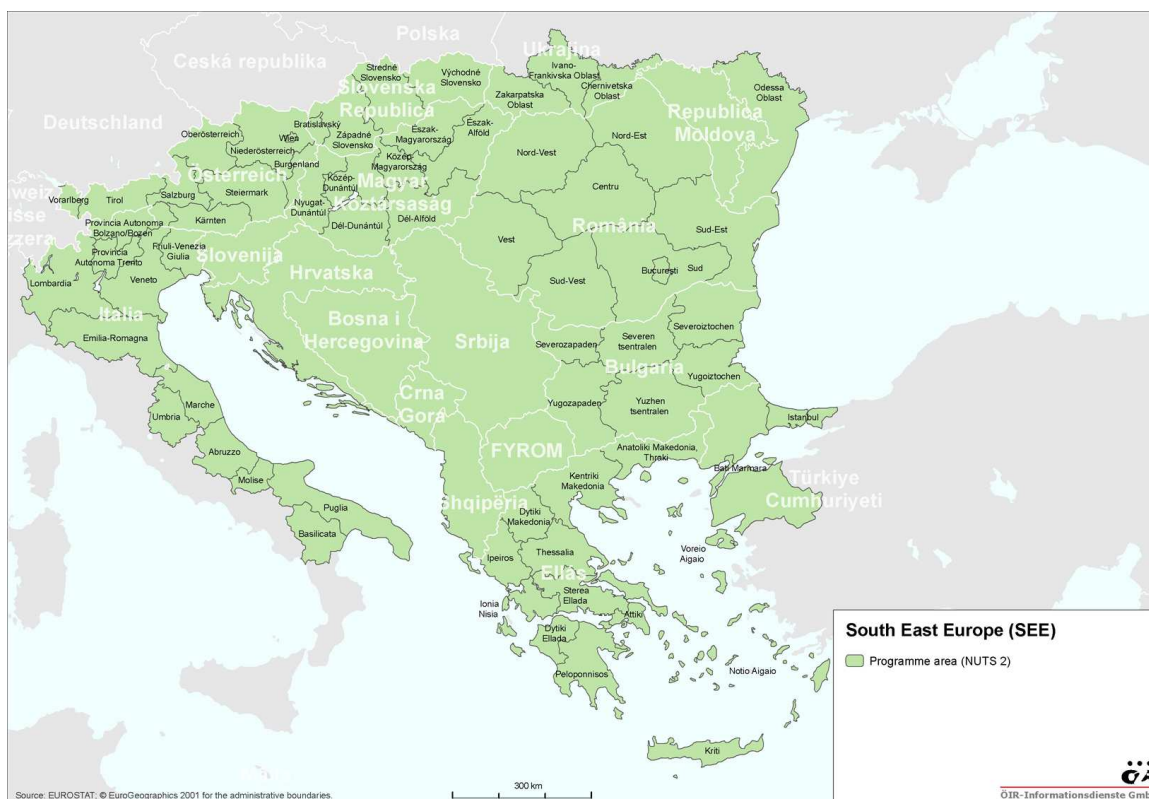 Polska
Ukrajina
Česká republika
Stredné
Slovensko
Východné
Slovensko
Ivano-
Frankivska Oblast
Chernivetska
Oblast
Zakarpatska
Oblast
Odessa
Oblast
Slovenska
Republica
Republica
Moldova
Deutschland
Oberösterreich
Wien
Bratislavský
Západné
Slovensko
Észak-
Magyarország
Észak-
Alföld
Nord-Est
Niederösterreich
Nord-Vest
Burgenland
Közép-
Magyarország
Österreich
Közép-
Dunántúl
Magyar
Köztársaság
Centru
Vorarlberg
Tirol
Salzburg
Steiermark
Nyugat-
Dunántúl
Dél-Alföld
Kärnten
Dél-Dunántúl
România
Sud-Est
Provincia Autonoma
Bolzano/Bozen
Friuli-Venezia
Giulia
Slovenija
Vest
Provincia
Autonoma Trento
Hrvatska
Bucureşti
Sud
Lombardia
Veneto
Sud-Vest
Italia
Bosna i
Hercegovina
Severoiztochen
Emilia-Romagna
Srbija
Severozapaden
Severen
tsentralen
Bulgaria
Yugoiztochen
Crna
Gora
Yugozapaden
Yuzhen
tsentralen
Marche
Umbria
Istanbul
FYROM
Anatoliki Makedonia,
Thraki
Abruzzo
Bati Marmara
Molise
Kentriki
Makedonia
Türkiye
Cumhuriyeti
Shqipëria
Puglia
Dytiki
Makedonia
Basilicata
Ipeiros
Thessalia
Voreio
Aigaio
Ellás
Sterea
Ellada
Ionia
Nisia
Attiki
Dytiki
Ellada
Notio Aigaio
Peloponnisos
Kriti
South East Europe (SEE)
Programme area (NUTS 2)
300 km
Source: EUROSTAT; © EuroGeographics 2001 for the administrative boundaries.
ÖIR-Informationsdienste Gmb